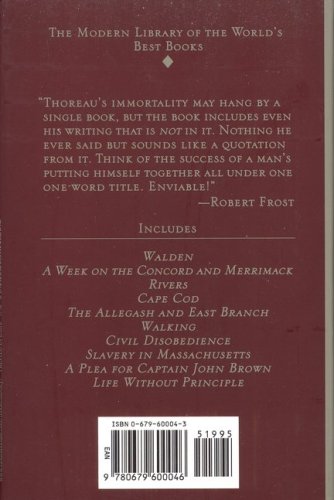 THE MODERN LIBRARY OF THE WORLD'S
BEST BOOKS
"THOREAU'S IMMORTALITY MAY HANG BY A
SINGLE BOOK, BUT THE BOOK INCLUDES EVEN
HIS WRITING THAT IS NOT IN IT. NOTHING HE
EVER SAID BUT SOUNDS LIKE A QUOTATION
FROM IT. THINK OF THE SUCCESS OF A MAN'S
PUTTING HIMSELF TOGETHER ALL UNDER ONE
ONE WORD TITLE. ENVIABLE!"
—ROBERT FROST
INCLUDES
WALDEN
A WEEK ON THE CONCORD AND MERRIMACK
RIVERS
CAPE COD
THE ALLEGASH AND EAST BRANCH
WALKING
CIVIL DISOBEDIENCE
SLAVERY IN MASSACHUSETTS
A PLEA FOR CAPTAIN JOHN BROWN
LIFE WITHOUT PRINCIPLE
ISBN 0-679-60004-3
51995
EAN
9 780679 600046